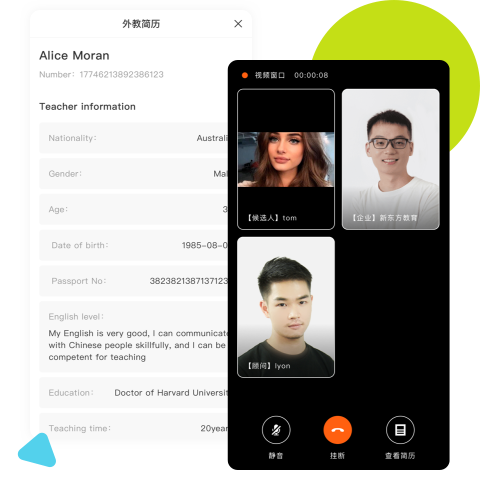 外教简历
Alice Moran
Number: 17746213892386123
Teacher information
Nationality: Australi
Gender: Mal
Age: 3
Date of birth: 1985-08-0
Passport No: 3823821387137123
English level:
My English is very good, I can communicate
with Chinese people skillfully, and I can be
competent for teaching
Education: Doctor of Harvard Universit
Teaching time: 20year
视频窗口 00:00:08
【候选人】tom
【企业】新东方教育
【顾问】lyon
静音
挂断
查看简历